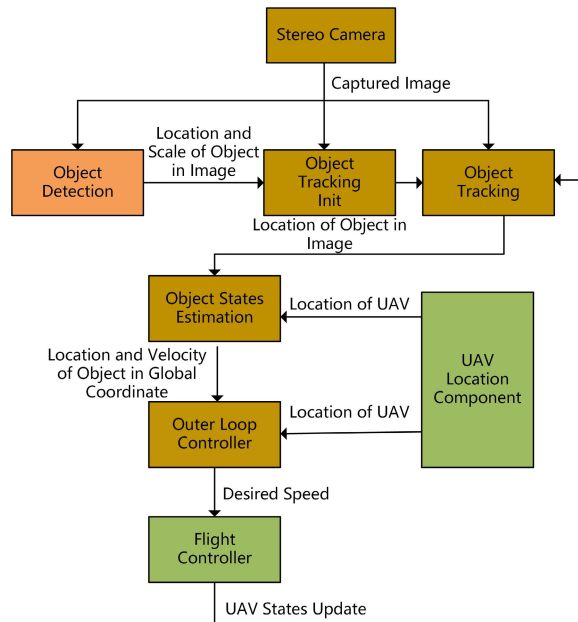 Stereo Camera
Captured Image
Location and
Scale of Object
in Image
Object
Detection
Object
Tracking
Init
Object
Tracking
Location of Object in
Image
Object States
Estimation
Location of UAV
UAV
Location
Component
Location and Velocity
of Object in Global
Coordinate
Outer Loop
Controller
Location of UAV
Desired Speed
Flight
Controller
UAV States Update